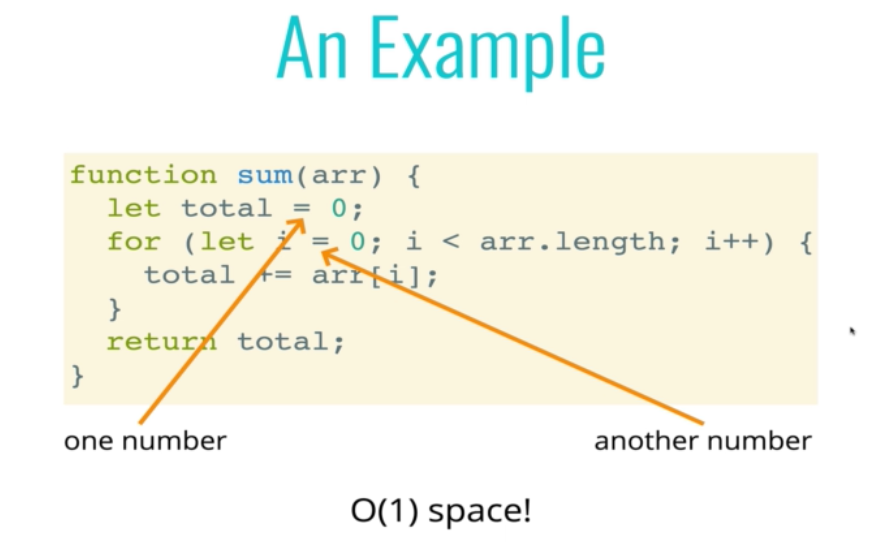 An Example
function sum(arr) {
  let total = 0;
  for (let i = 0; i < arr.length; i++) {
    total += arr[i];
  }
  return total;
}
one number
another number
O(1) space!